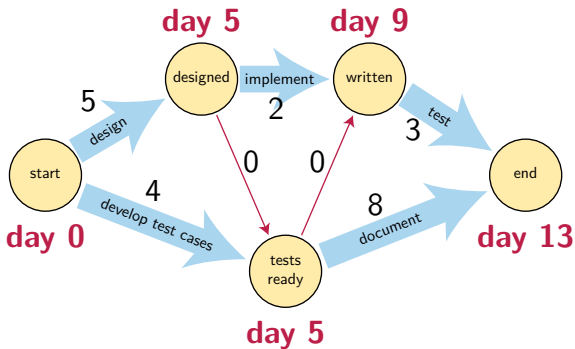 day 5
day 9
designed
implement
written
5
design
2
test
3
start
4
0
0
8
end
develop test cases
document
day 0
day 13
tests
ready
day 5